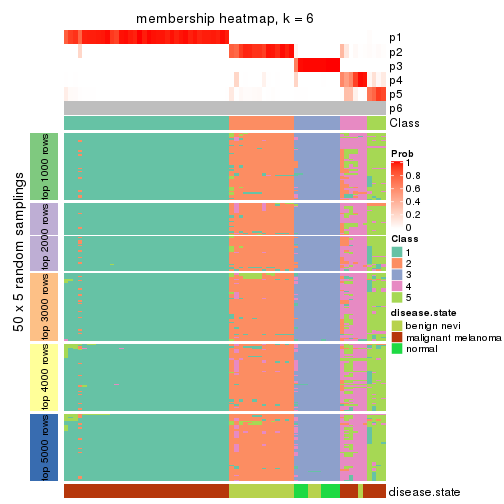 membership heatmap, k = 6
p1
p2
p3
p4
p5
p6
Class
50 x 5 random samplings
top 1000 rows
top 2000 rows
top 3000 rows
top 4000 rows
top 5000 rows
disease.state
Prob
1
0.8
0.6
0.4
0.2
0
Class
1
2
3
4
5
disease.state
benign nevi
malignant melanoma
normal